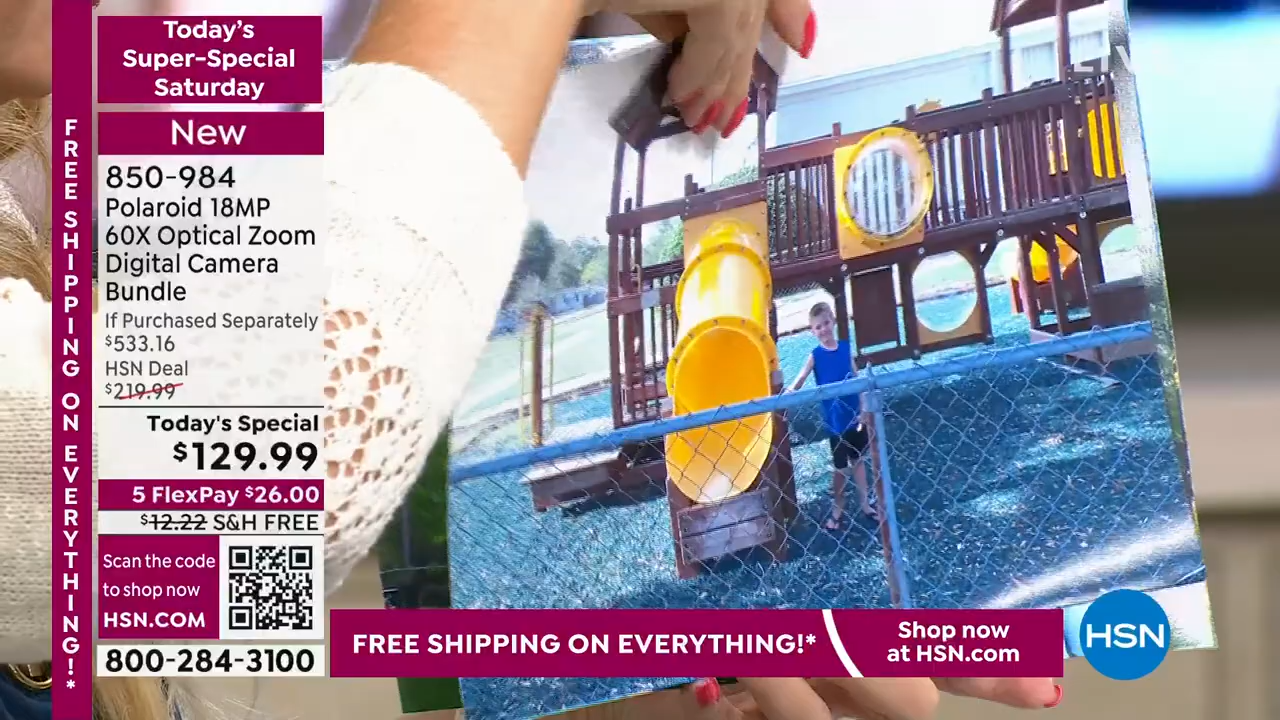 FREE SHIPPING ON EVERYTHING!*
Today's
Super-Special
Saturday
New
850-984
Polaroid 18MP
60X Optical Zoom
Digital Camera
Bundle
If Purchased Separately
$533.16
HSN Deal
$219.99
Today's Special
$129.99
5 FlexPay $26.00
$12.22 S&H FREE
Scan the code
to shop now
HSN.COM
800-284-3100
FREE SHIPPING ON EVERYTHING!*
Shop now
at HSN.com
HSN